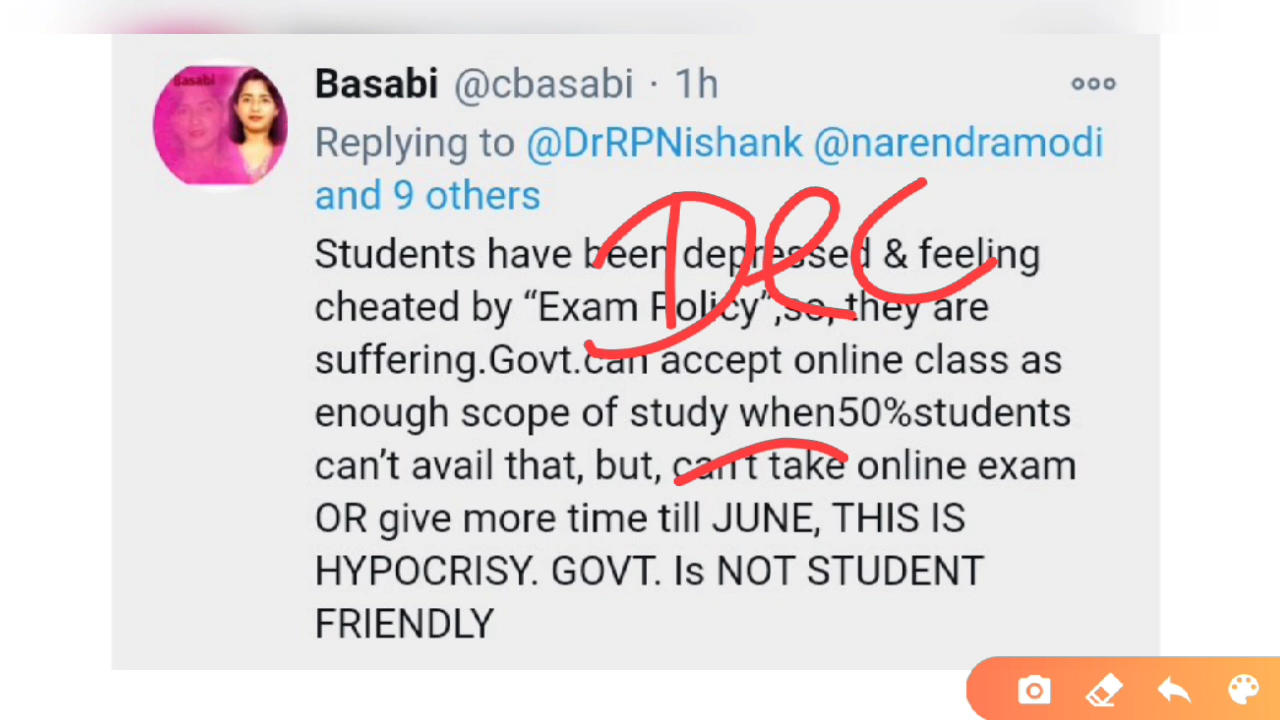 Basabi
Basabi @cbasabi · 1h
Replying to @DrRPNishank @narendramodi
and 9 others
Students have been depressed & feeling
cheated by “Exam Policy”,so, they are
suffering.Govt.can accept online class as
enough scope of study when50%students
can’t avail that, but, can't take online exam
OR give more time till JUNE, THIS IS
HYPOCRISY. GOVT. Is NOT STUDENT
FRIENDLY
Dec